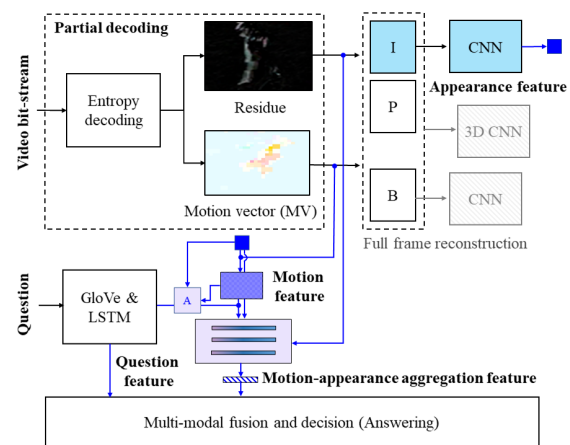 Partial decoding
Video bit-stream
Entropy
decoding
Residue
Motion vector (MV)
I
P
B
CNN
Appearance feature
3D CNN
CNN
Full frame reconstruction
Question
GloVe &
LSTM
A
Motion
feature
Question
feature
Motion-appearance aggregation feature
Multi-modal fusion and decision (Answering)